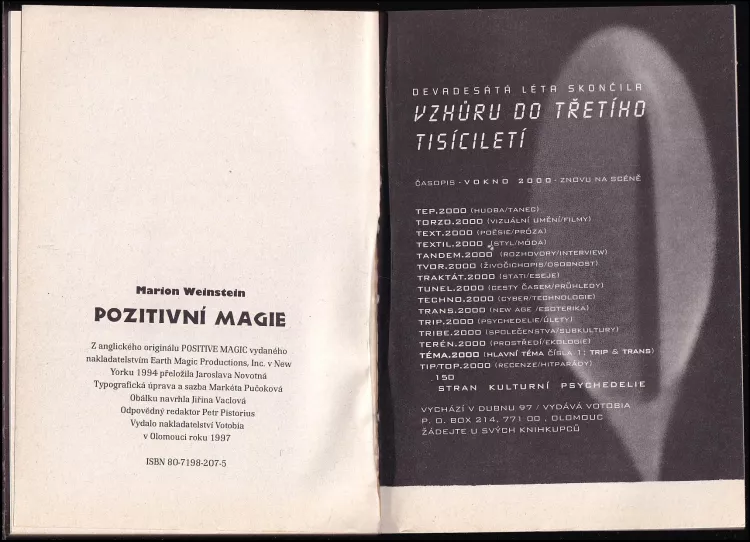 Marion Weinstein
POZITIVNÍ MAGIE
Z anglického originálu POSITIVE MAGIC vydaného
nakladatelstvím Earth Magic Productions, Inc. v New
Yorku 1994 přeložila Jaroslava Novotná
Typografická úprava a sazba Markéta Pučoková
Obálku navrhla Jiřina Vaclová
Odpovědný redaktor Petr Pistorius
Vydalo nakladatelství Votobia
v Olomouci roku 1997
ISBN 80-7198-207-5
DEVADESÁTÁ LÉTA SKONČILA
VZHŮRU DO TŘETÍHO
TISÍCILETÍ
ČASOPIS - VOKNO 2000 - ZNOVU NA SCÉNĚ
TEP.2000 (HUDBA/TANEC)
TORZO.2000 (VIZUÁLNÍ UMĚNÍ/FILMY)
TEXT.2000 (POESIE/PRÓZA)
TEXTIL.2000 (STYL/MÓDA)
TANDEM.2000 (ROZHOVORY/INTERVIEW)
TVOR.2000 (ŽIVOČICHOPIS/OSOBNOST)
TRAKTÁT.2000 (STATI/ESEJE)
TUNEL.2000 (CESTY ČASEM/PRŮHLEDY)
TECHNO.2000 (CYBER/TECHNOLOGIE)
TRANS.2000 (NEW AGE /ESOTERIKA)
TRIP.2000 (PSYCHEDELIE/ÚLETY)
TRIBE.2000 (SPOLEČENSTVA/SUBKULTURY)
TERÉN.2000 (PROSTŘEDÍ/EKOLOGIE)
TÉMA.2000 (HLAVNÍ TÉMA ČÍSLA 1; TRIP & TRANS)
TIP/TOP.2000 (RECENZE/HITPARÁDY)
150
STRAN KULTURNÍ PSYCHEDELIE
VYCHÁZÍ V DUBNU 97 / VYDÁVÁ VOTOBIA
P. O. BOX 214, 771 00 , OLOMOUC
ŽÁDEJTE U SVÝCH KNIHKUPCŮ